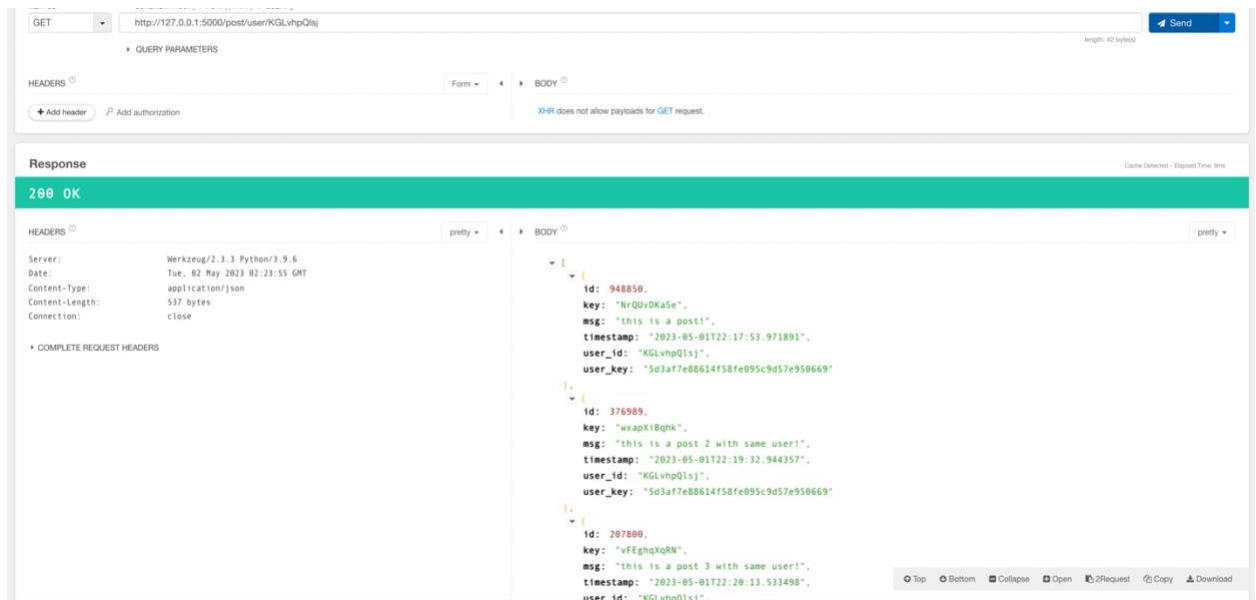 GET
http://127.0.0.1:5000/post/user/KGLvhpQlsj
Send
length: 42 byte(s)
QUERY PARAMETERS
HEADERS
Form
BODY
+ Add header
Add authorization
XHR does not allow payloads for GET request.
Response
Cache Detected - Elapsed Time: 9ms
200 OK
HEADERS
pretty
BODY
pretty
Server: Werkzeug/2.3.3 Python/3.9.6
Date: Tue, 02 May 2023 02:23:55 GMT
Content-Type: application/json
Content-Length: 537 bytes
Connection: close
COMPLETE REQUEST HEADERS
[
{
id: 948850,
key: "NrQUvDKaSe",
msg: "this is a post!",
timestamp: "2023-05-01T22:17:53.971891",
user_id: "KGLvhpQlsj",
user_key: "5d3af7e88614f58fe095c9d57e950669"
},
{
id: 376989,
key: "wxapXiBqhk",
msg: "this is a post 2 with same user!",
timestamp: "2023-05-01T22:19:32.944357",
user_id: "KGLvhpQlsj",
user_key: "5d3af7e88614f58fe095c9d57e950669"
},
{
id: 207800,
key: "vFEghqXqRN",
msg: "this is a post 3 with same user!",
timestamp: "2023-05-01T22:20:13.533498",
user_id: "KGLvhpQlsj",
Top Bottom Collapse Open 2Request Copy Download